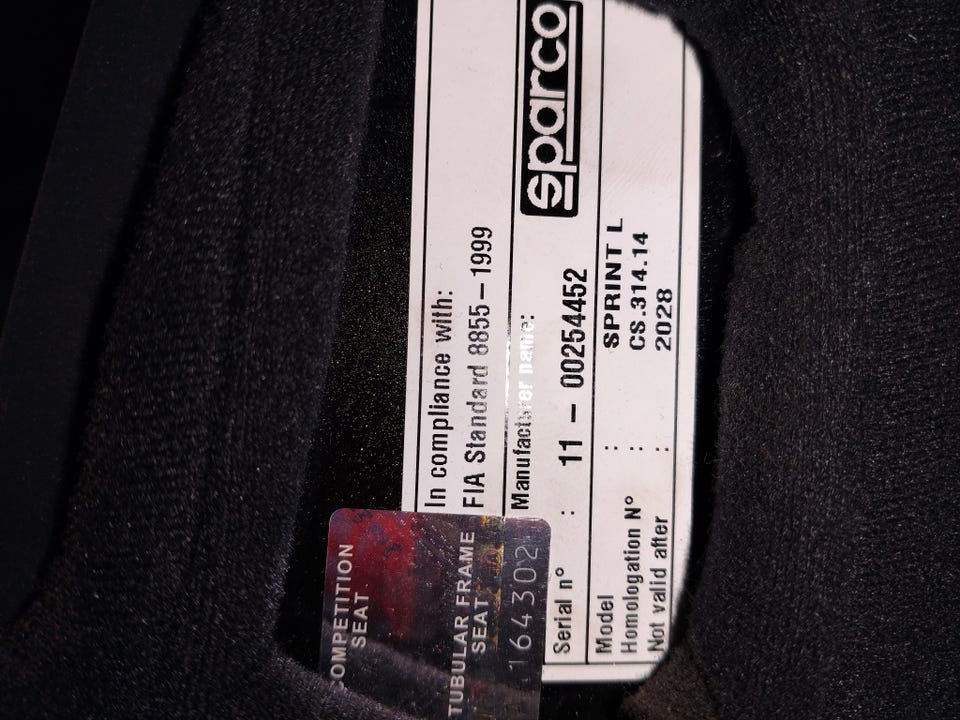 In compliance with:
FIA Standard 8855-1999
Manufacturer name:
sparco
Serial n° : 11 - 00254452
Model : SPRINT L
Homologation N° : CS.314.14
Not valid after : 2028
COMPETITION
SEAT
TUBULAR FRAME
SEAT
164302